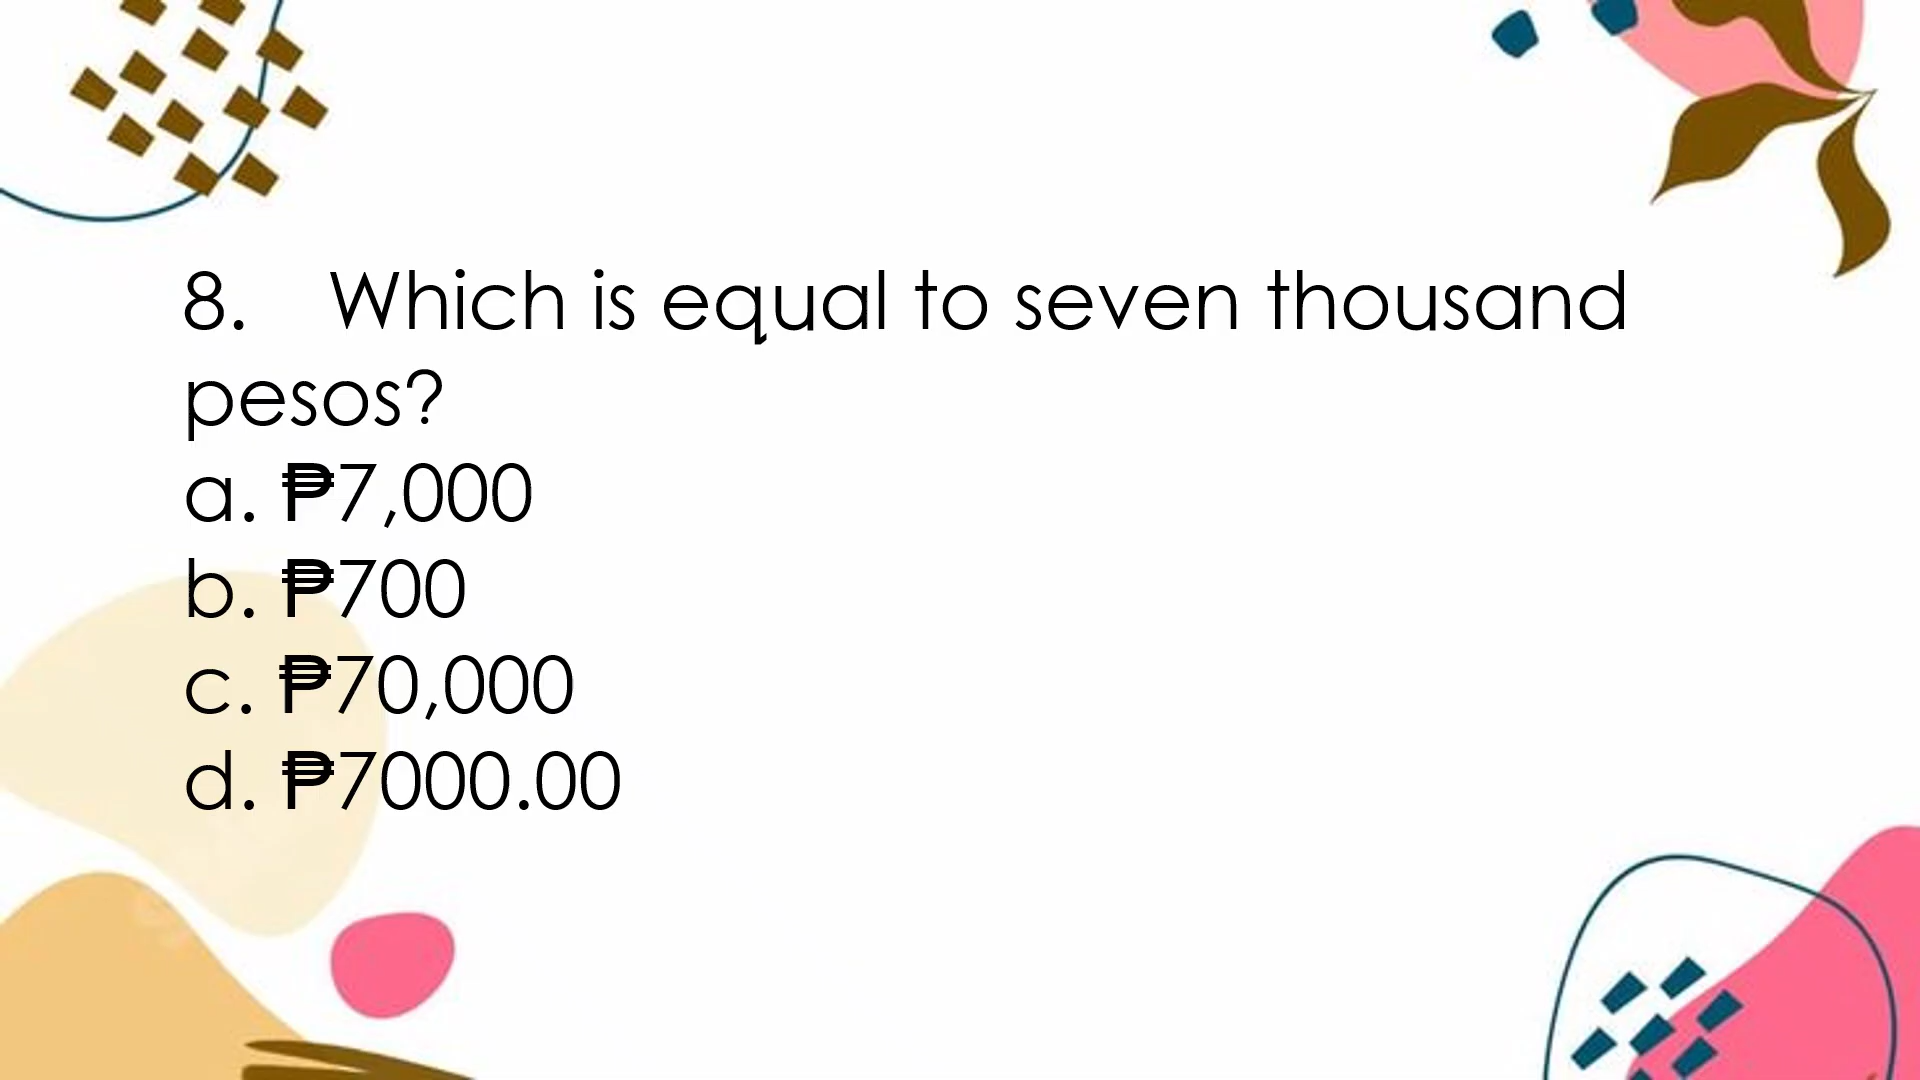 8. Which is equal to seven thousand
pesos?
a. ₱7,000
b. ₱700
c. ₱70,000
d. ₱7000.00